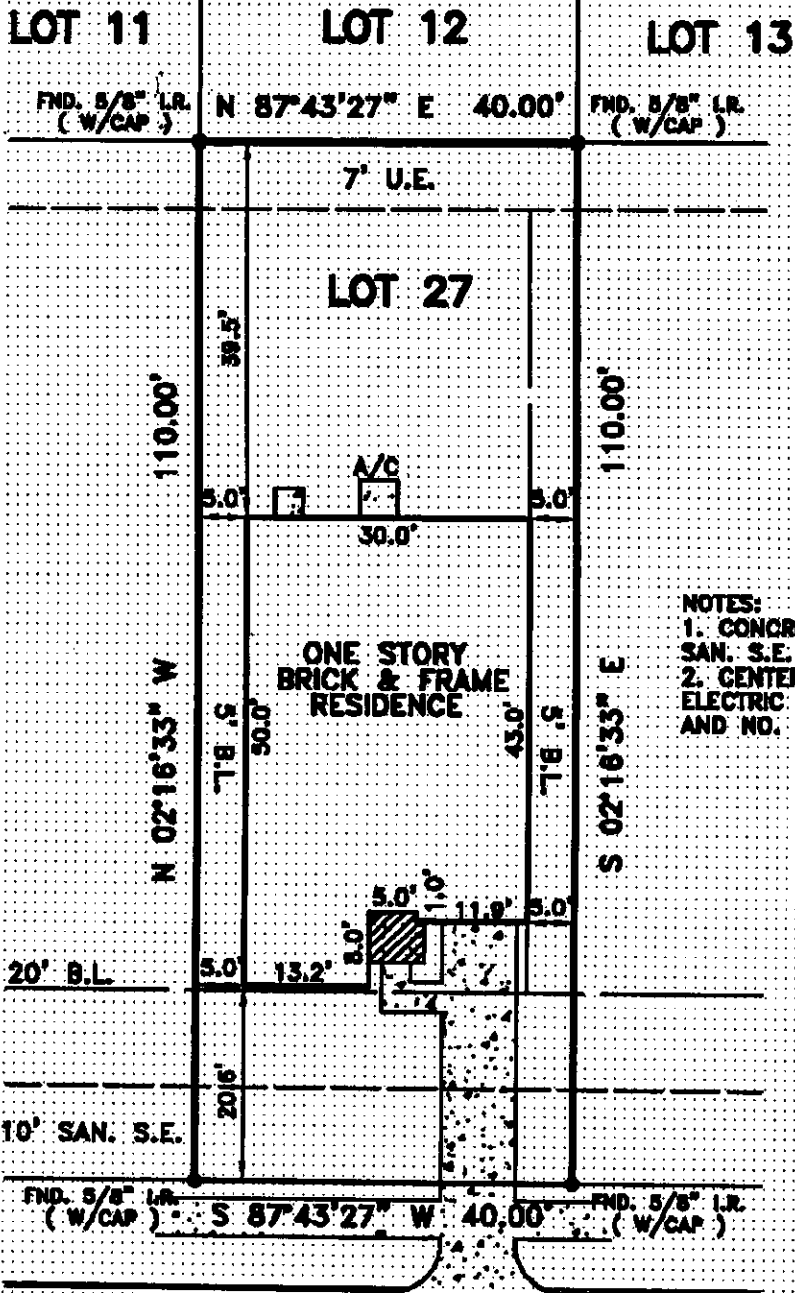 LOT 11
LOT 12
LOT 13
FND. 5/8" I.R.
( W/CAP )
N 87°43'27" E 40.00'
FND. 5/8" I.R.
( W/CAP )
7' U.E.
LOT 27
39.5'
110.00'
110.00'
A/C
5.0'
5.0'
30.0'
NOTES:
1. CONCR
SAN. S.E.
2. CENTER
ELECTRIC
AND NO.
ONE STORY
BRICK & FRAME
RESIDENCE
N 02°16'33" W
5' B.L.
50.0'
43.0'
5' B.L.
S 02°16'33" E
5.0'
1.0'
11.9'
5.0'
8.0'
20' B.L.
5.0'
13.2'
20.6'
10' SAN. S.E.
FND. 5/8" I.R.
( W/CAP )
S 87°43'27" W 40.00'
FND. 5/8" I.R.
( W/CAP )